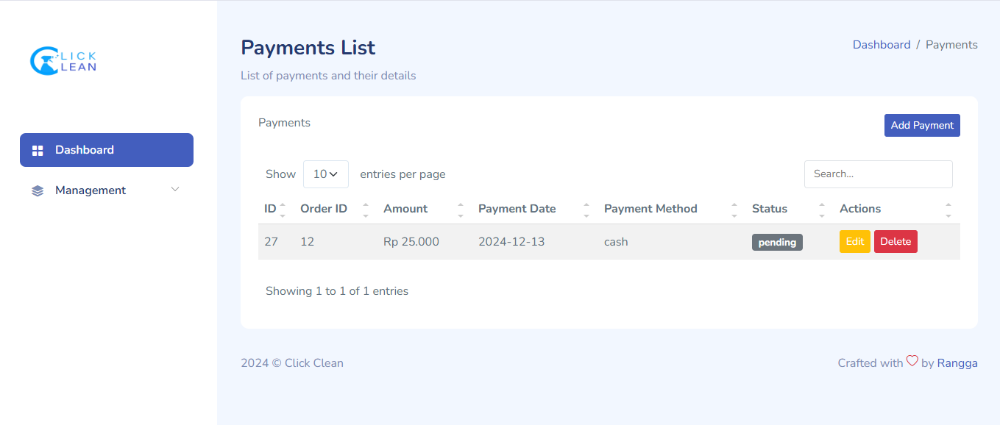 LICK
LEAN
Dashboard
Management
Payments List
Dashboard / Payments
List of payments and their details
Payments
Add Payment
Show 10 entries per page
Search...
ID Order ID Amount Payment Date Payment Method Status Actions
27 12 Rp 25.000 2024-12-13 cash pending Edit Delete
Showing 1 to 1 of 1 entries
2024 © Click Clean
Crafted with ♡ by Rangga